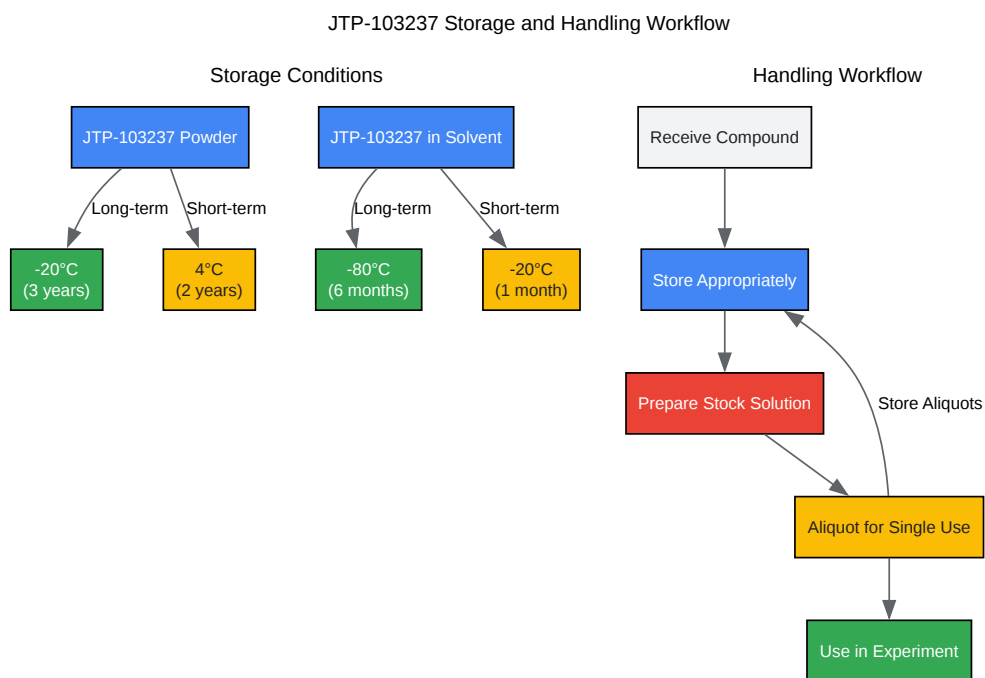 JTP-103237 Storage and Handling Workflow
Storage Conditions
JTP-103237 Powder
JTP-103237 in Solvent
Long-term
Short-term
Long-term
Short-term
-20°C
(3 years)
4°C
(2 years)
-80°C
(6 months)
-20°C
(1 month)
Handling Workflow
Receive Compound
Store Appropriately
Prepare Stock Solution
Store Aliquots
Aliquot for Single Use
Use in Experiment